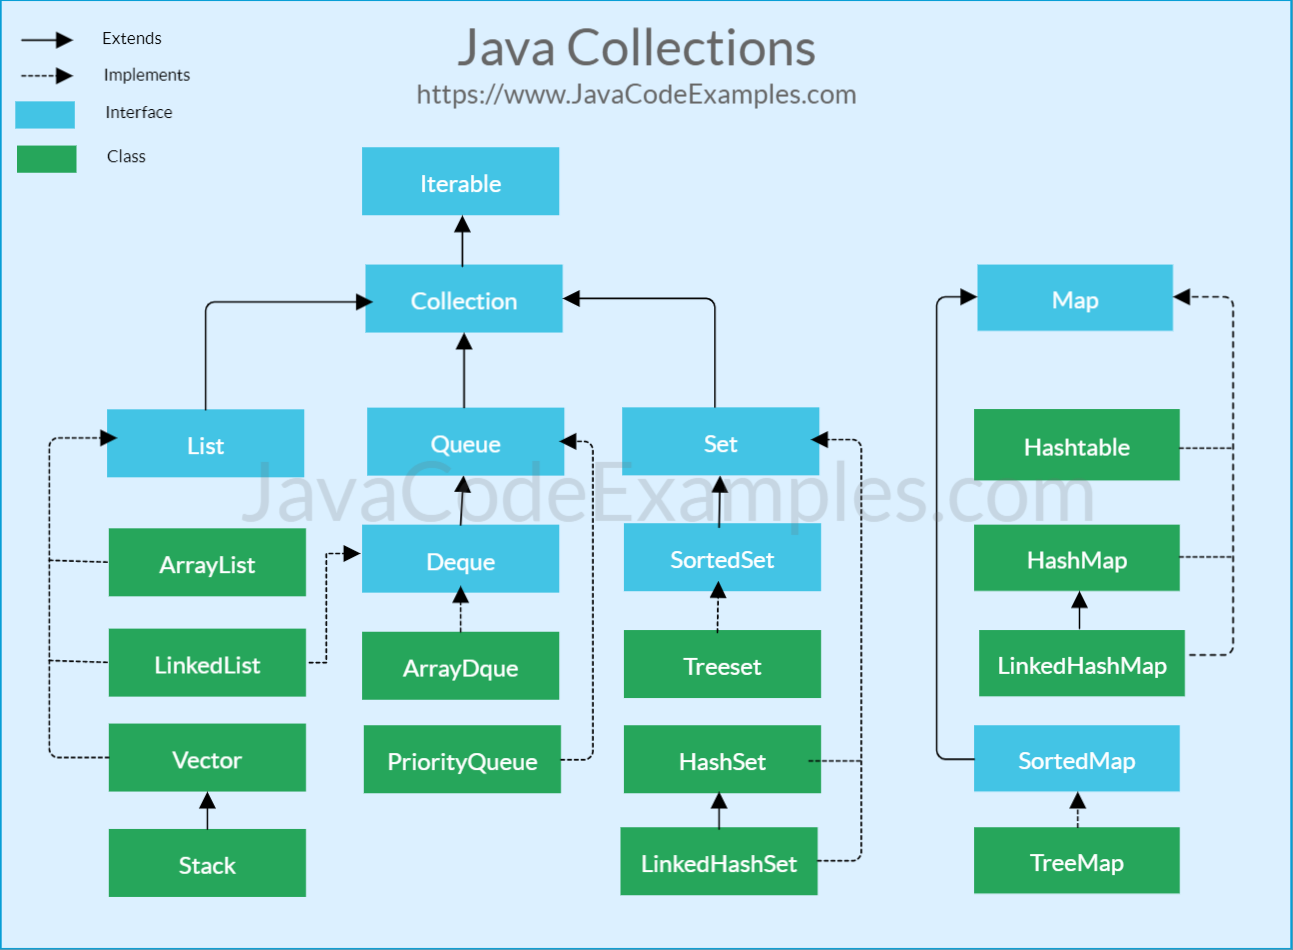 Extends
Implements
Interface
Class
Java Collections
https://www.JavaCodeExamples.com
Iterable
Collection
Map
List
Queue
Set
Hashtable
JavaCodeExamples.com
ArrayList
Deque
SortedSet
HashMap
LinkedList
ArrayDque
Treeset
LinkedHashMap
Vector
PriorityQueue
HashSet
SortedMap
Stack
LinkedHashSet
TreeMap